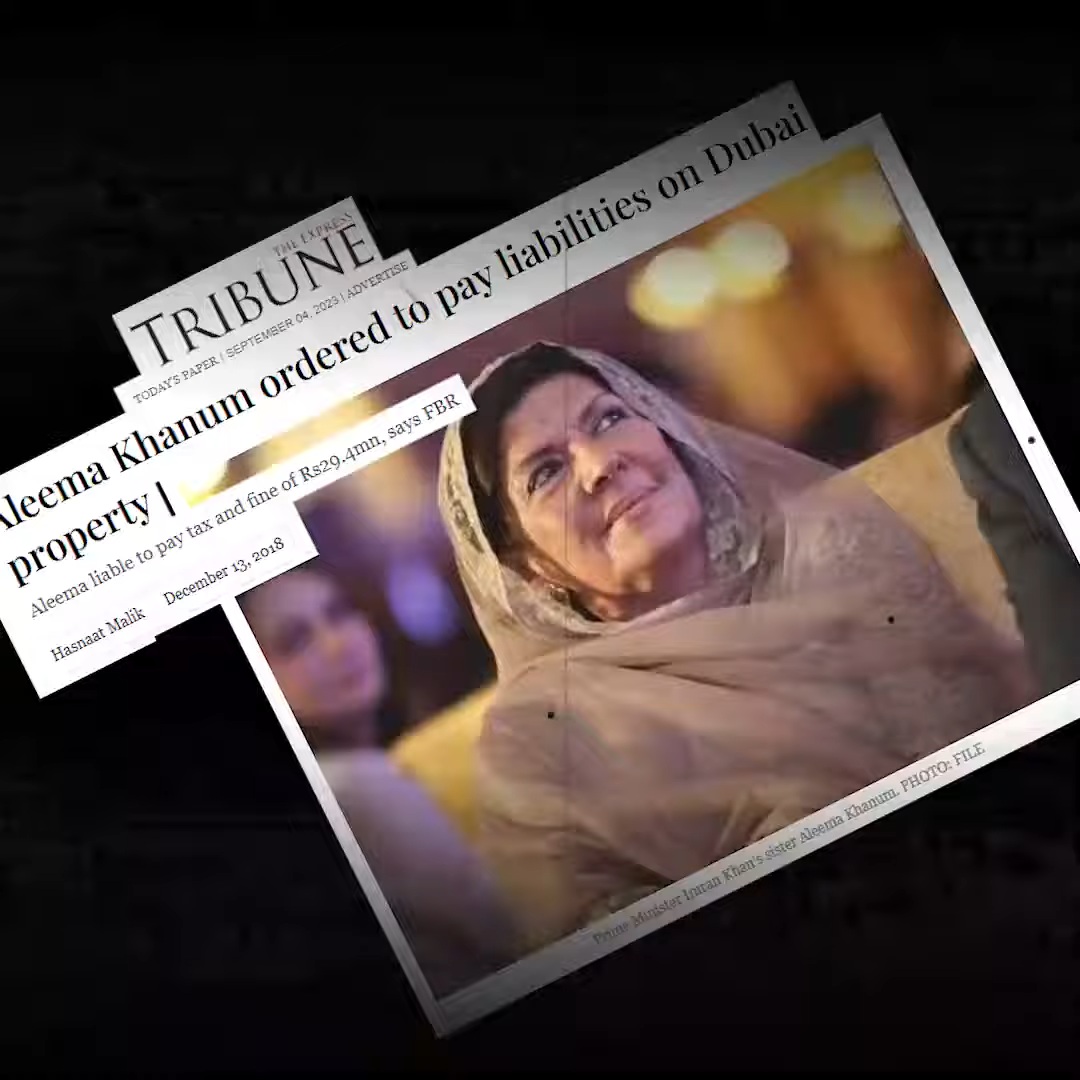 THE EXPRESS
TRIBUNE
TODAY'S PAPER | SEPTEMBER 04, 2023 | ADVERTISE
Aleema Khanum ordered to pay liabilities on Dubai
property |
Aleema liable to pay tax and fine of Rs29.4mn, says FBR
Hasnaat Malik December 13, 2018
Prime Minister Imran Khan's sister Aleema Khanum. PHOTO: FILE